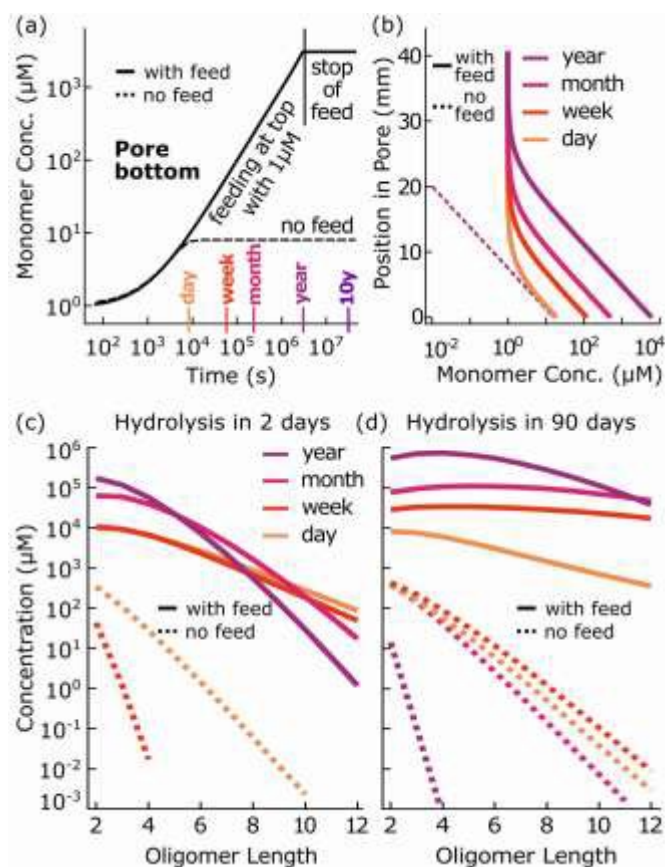 (a)
Monomer Conc. (μM)
10³
10²
10¹
10⁰
with feed
no feed
Pore
bottom
feeding at top
with 1μM
stop
of
feed
no feed
day
week
month
year
10y
10² 10³ 10⁴ 10⁵ 10⁶ 10⁷
Time (s)
(b)
Position in Pore (mm)
40
30
20
10
0
with
feed
no
feed
year
month
week
day
10⁻² 10⁰ 10² 10⁴
Monomer Conc. (μM)
(c) Hydrolysis in 2 days
Concentration (μM)
10⁶
10⁵
10⁴
10³
10²
10¹
10⁰
10⁻¹
10⁻²
10⁻³
year
month
week
day
with feed
no feed
2 4 6 8 10 12
Oligomer Length
(d) Hydrolysis in 90 days
with feed
no feed
2 4 6 8 10 12
Oligomer Length